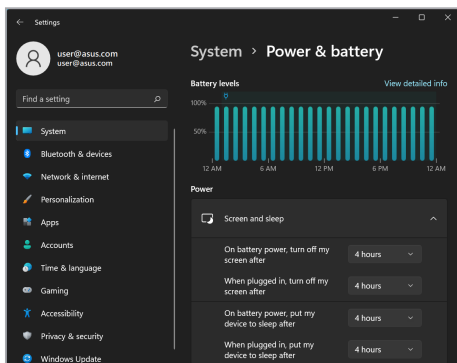 Settings
user@asus.com
user@asus.com
Find a setting
System
Bluetooth & devices
Network & internet
Personalization
Apps
Accounts
Time & language
Gaming
Accessibility
Privacy & security
Windows Update
System > Power & battery
Battery levels View detailed info
100%
50%
12 AM 6 AM 12 PM 6 PM 12 AM
Power
Screen and sleep
On battery power, turn off my
screen after
4 hours
When plugged in, turn off my
screen after
4 hours
On battery power, put my
device to sleep after
4 hours
When plugged in, put my
device to sleep after
4 hours